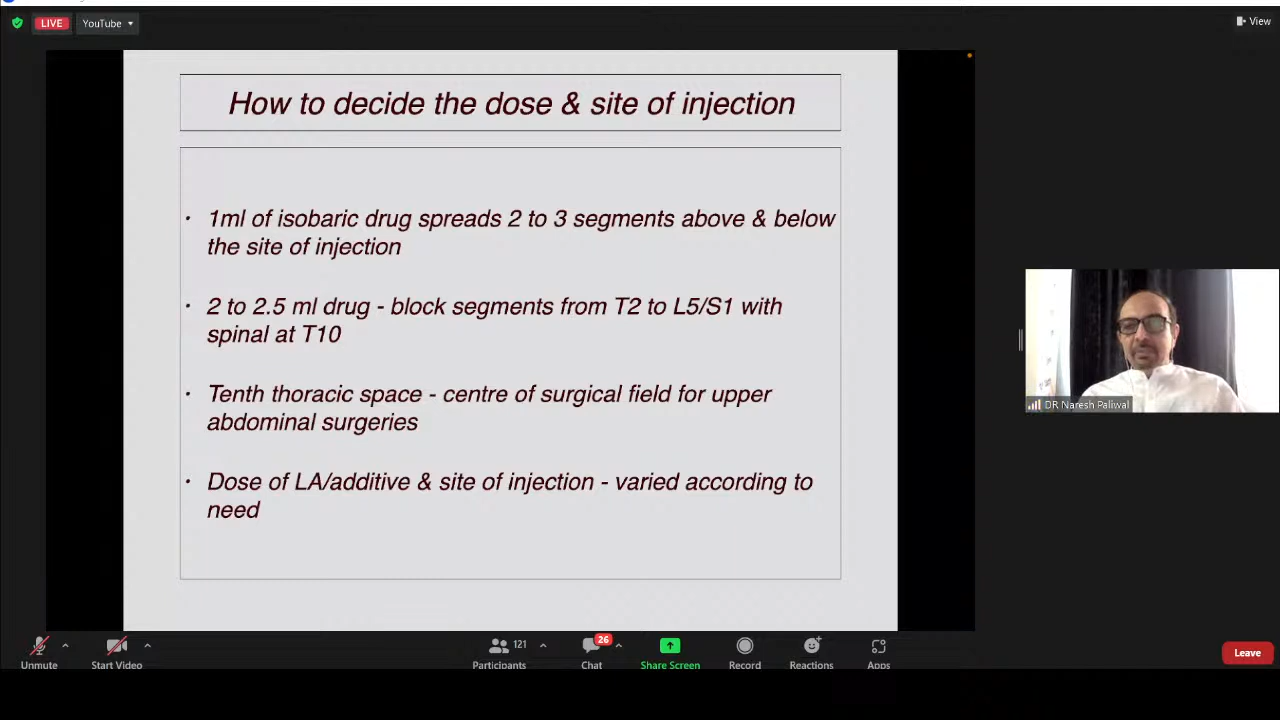 LIVE
YouTube
View
How to decide the dose & site of injection
• 1ml of isobaric drug spreads 2 to 3 segments above & below
the site of injection
• 2 to 2.5 ml drug - block segments from T2 to L5/S1 with
spinal at T10
• Tenth thoracic space - centre of surgical field for upper
abdominal surgeries
• Dose of LA/additive & site of injection - varied according to
need
DR Naresh Paliwal
Unmute
Start Video
121
Participants
26
Chat
Share Screen
Record
Reactions
Apps
Leave